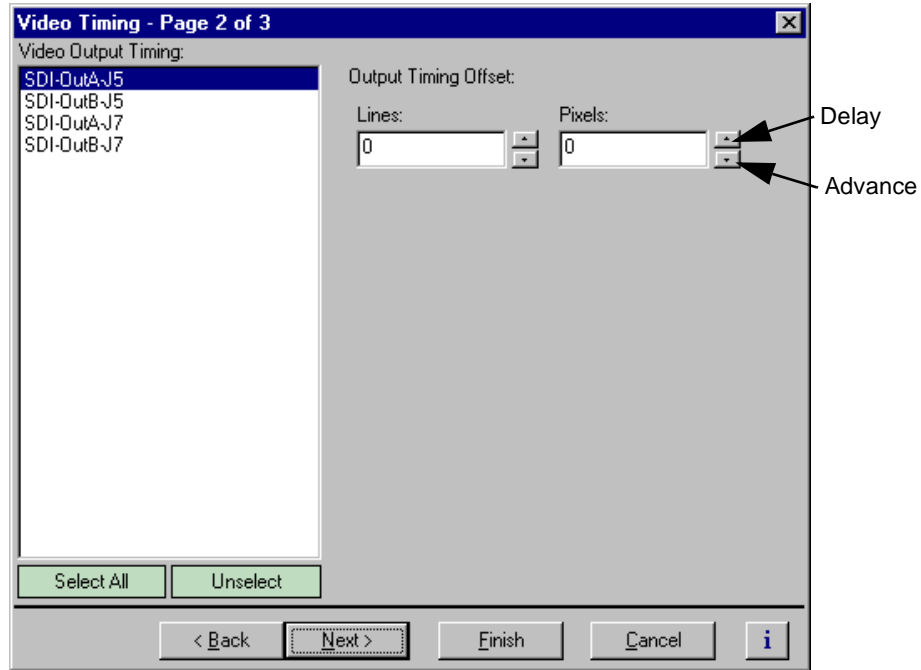 Video Timing - Page 2 of 3
Video Output Timing:
SDI-OutA-J5
SDI-OutB-J5
SDI-OutA-J7
SDI-OutB-J7
Output Timing Offset:
Lines:
Pixels:
0
0
Delay
Advance
Select All
Unselect
< Back
Next >
Finish
Cancel
i